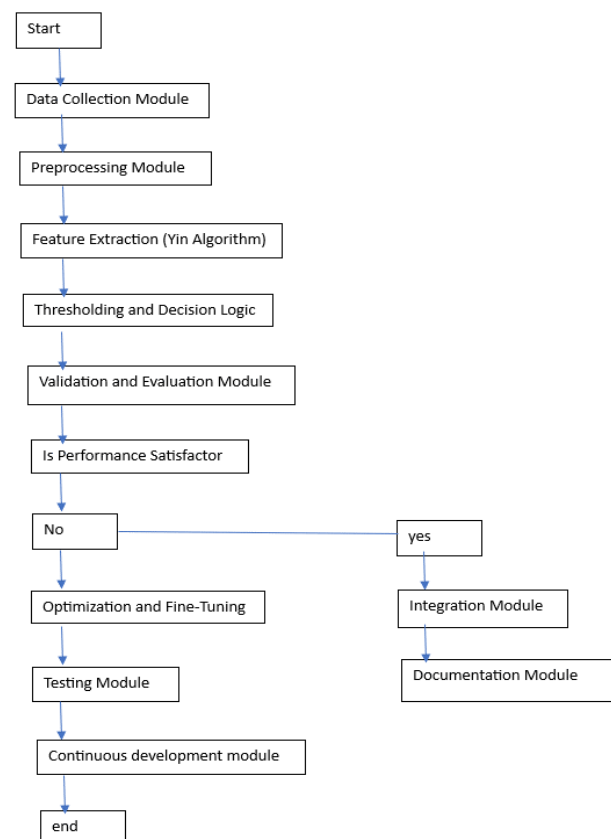 Start
Data Collection Module
Preprocessing Module
Feature Extraction (Yin Algorithm)
Thresholding and Decision Logic
Validation and Evaluation Module
Is Performance Satisfactor
No
yes
Optimization and Fine-Tuning
Integration Module
Testing Module
Documentation Module
Continuous development module
end